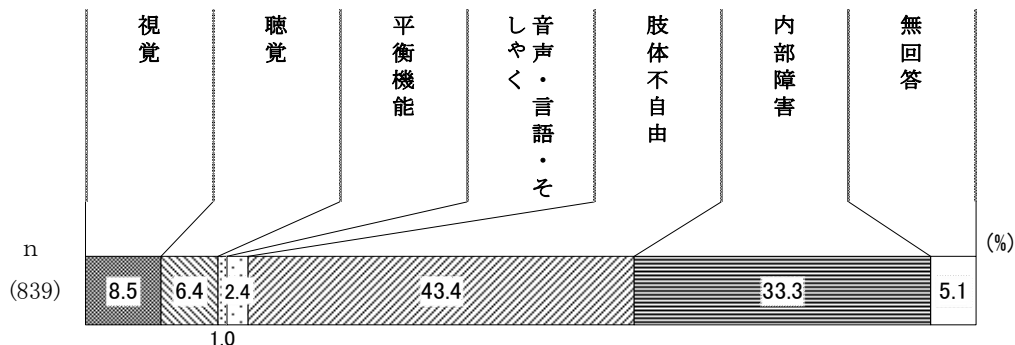 視覚
聴覚
平衡機能
音声・言語・そ
しゃく
肢体不自由
内部障害
無回答
n
(%)
(839)
8.5
6.4
2.4
43.4
33.3
5.1
1.0